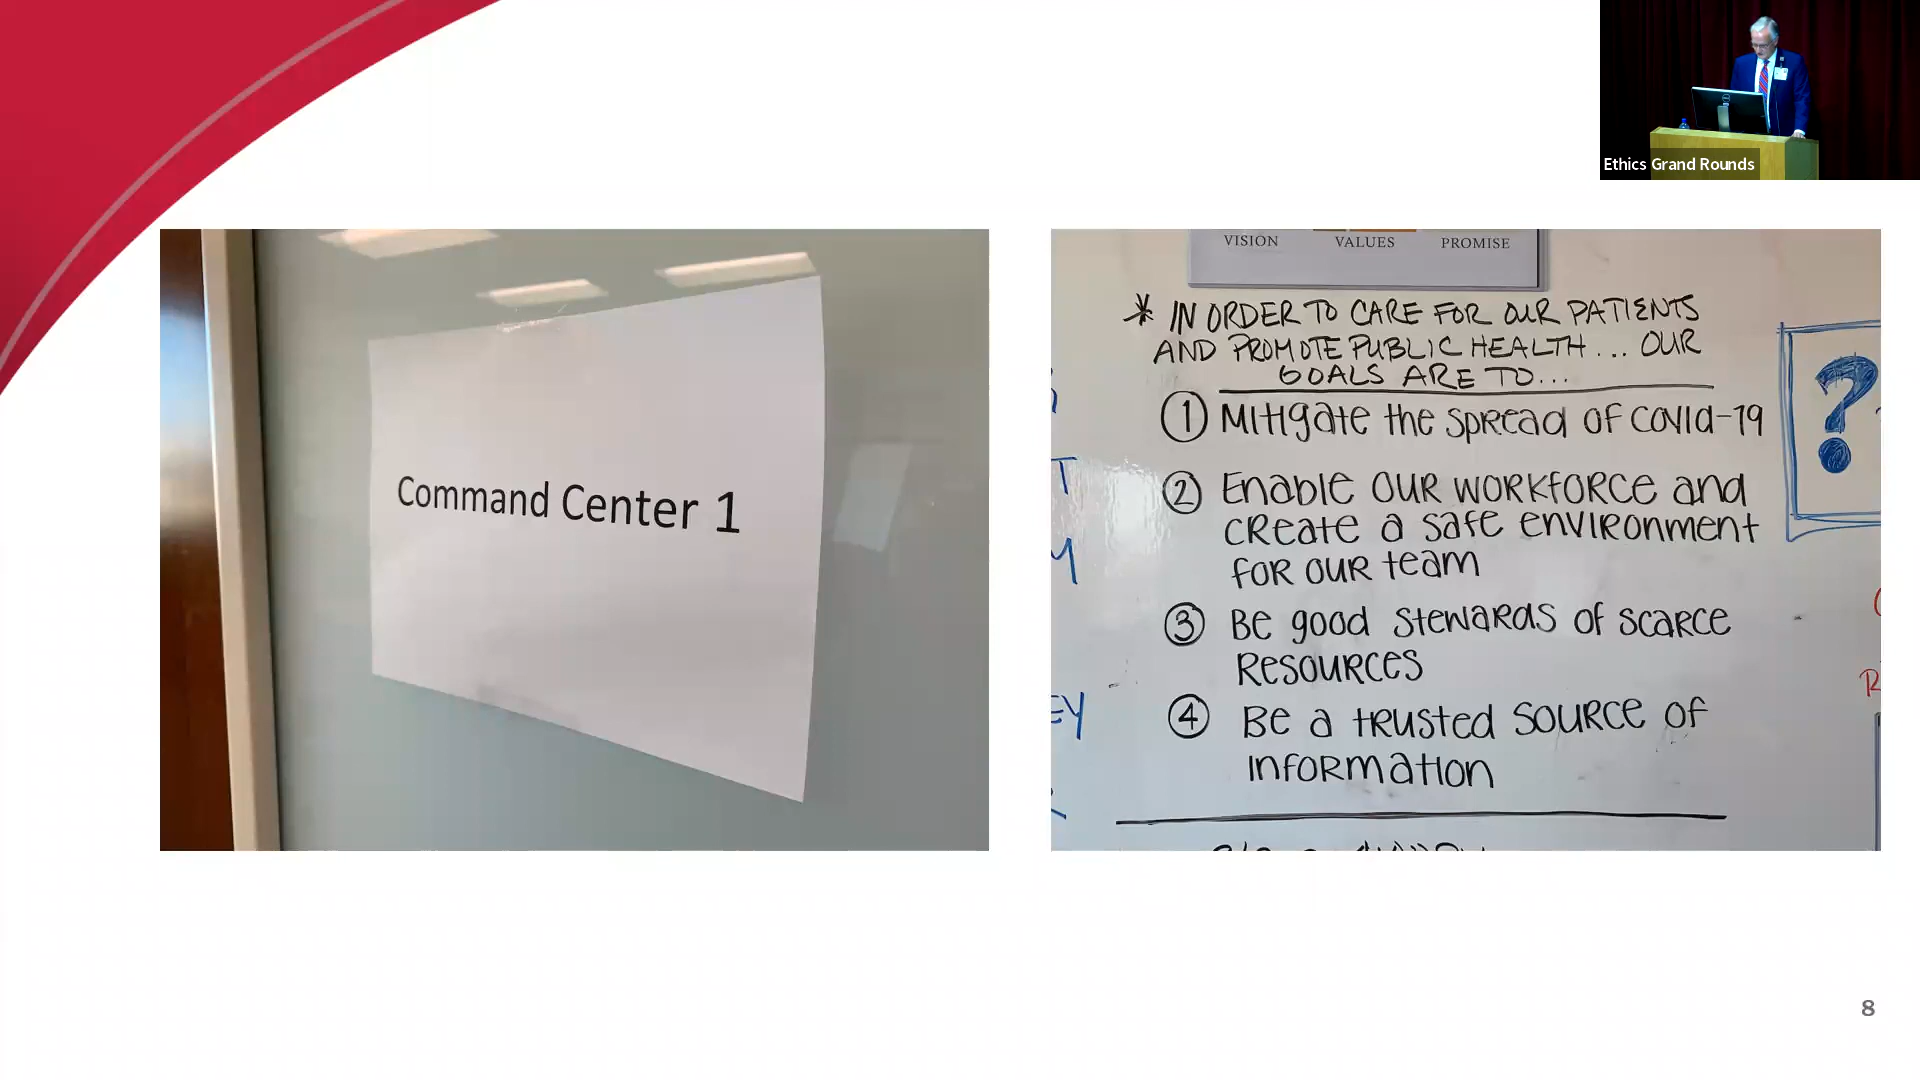 Ethics Grand Rounds
Command Center 1
VISION VALUES PROMISE
* IN ORDER TO CARE FOR OUR PATIENTS
AND PROMOTE PUBLIC HEALTH... OUR
GOALS ARE TO...
① Mitigate the spread of covid-19
② Enable our workforce and
create a safe environment
for our team
③ Be good stewards of scarce
resources
④ Be a trusted source of
information
?
8